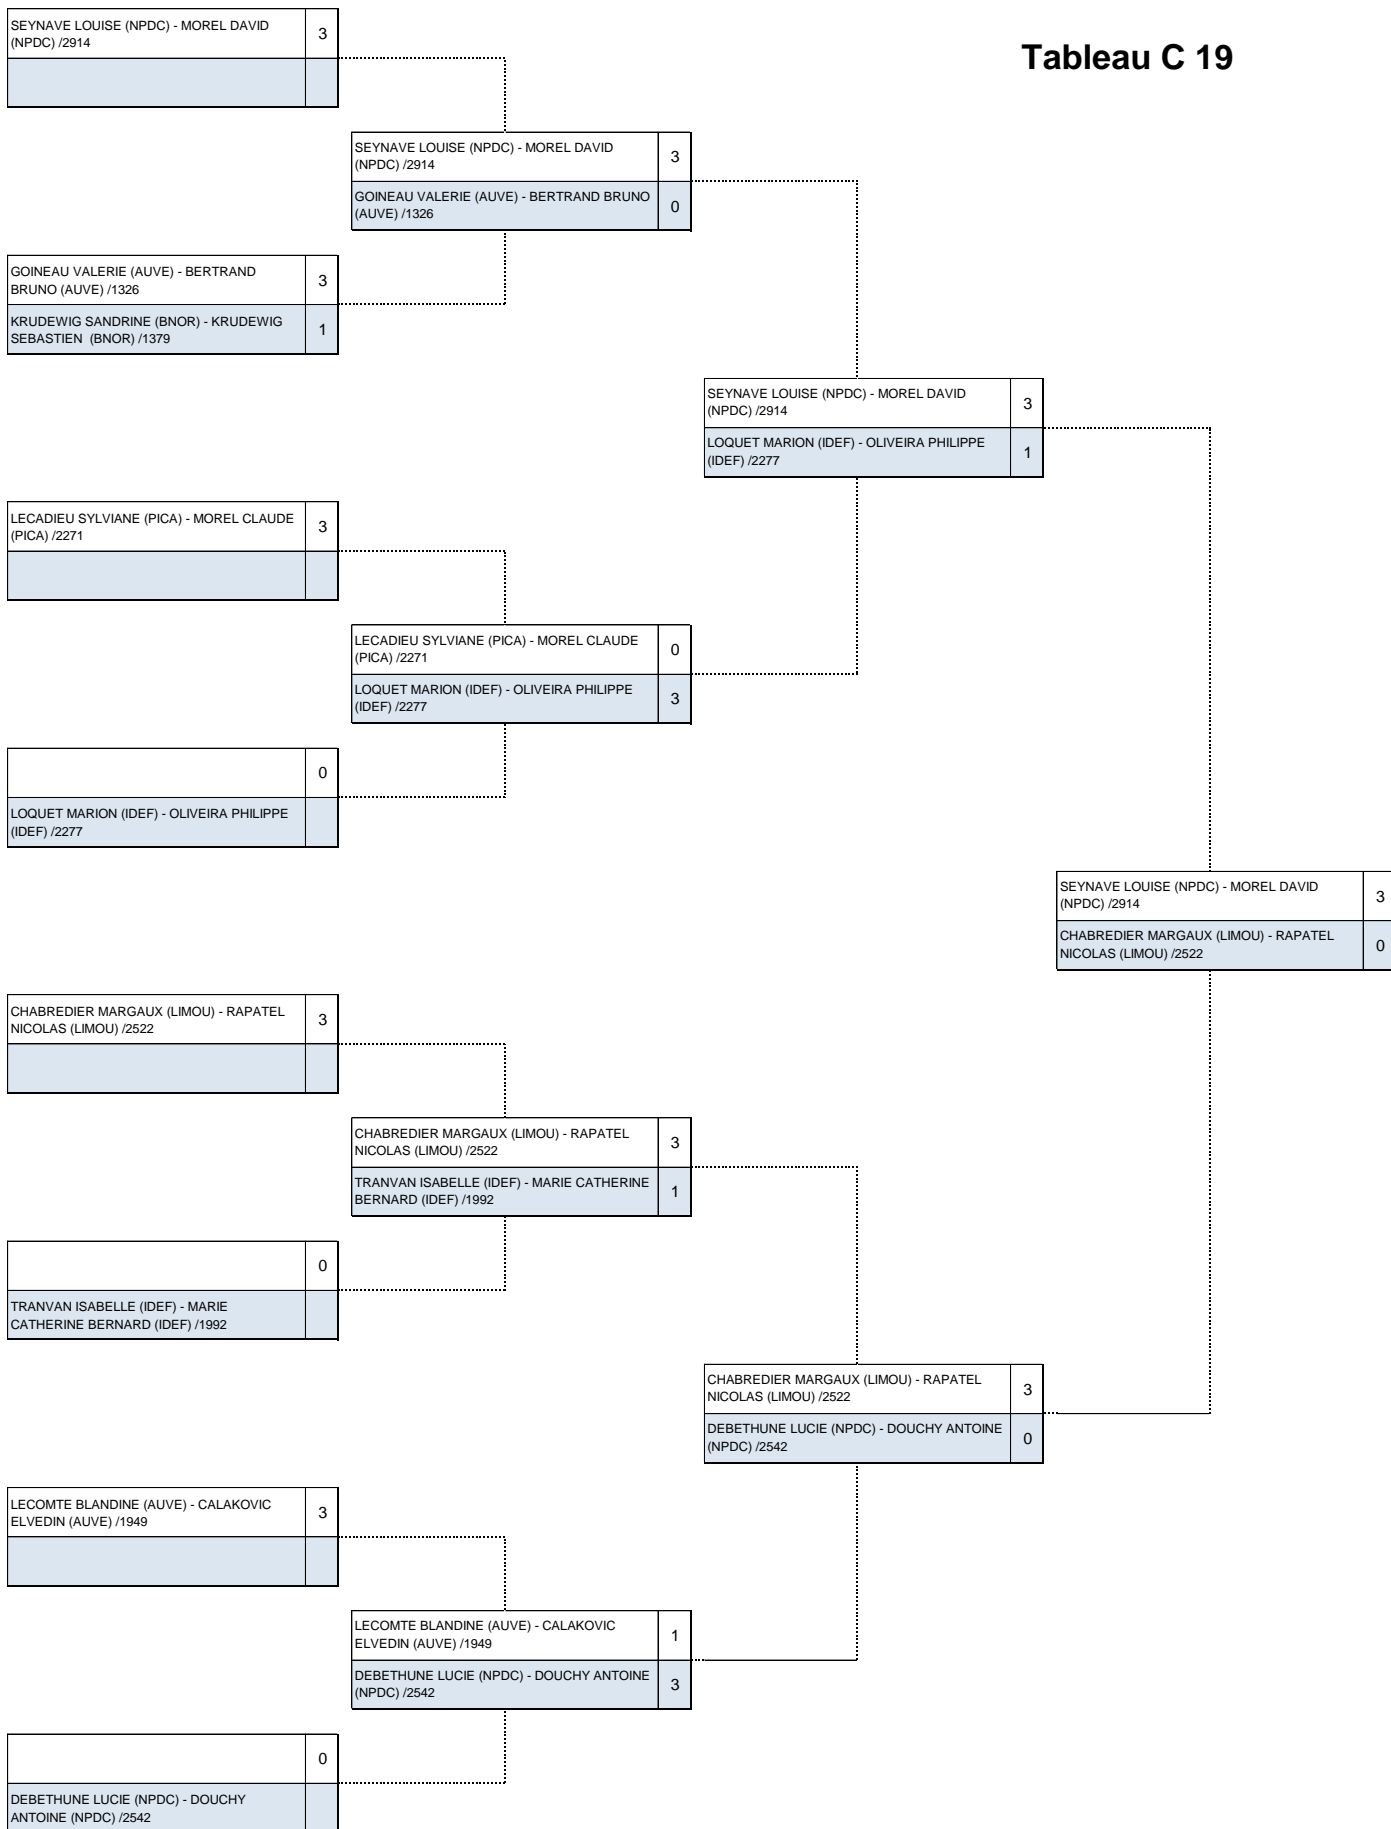 Tableau C 19
SEYNAVE LOUISE (NPDC) - MOREL DAVID
(NPDC) /2914
3
SEYNAVE LOUISE (NPDC) - MOREL DAVID
(NPDC) /2914
3
GOINEAU VALERIE (AUVE) - BERTRAND BRUNO
(AUVE) /1326
0
GOINEAU VALERIE (AUVE) - BERTRAND
BRUNO (AUVE) /1326
3
KRUDEWIG SANDRINE (BNOR) - KRUDEWIG
SEBASTIEN  (BNOR) /1379
1
SEYNAVE LOUISE (NPDC) - MOREL DAVID
(NPDC) /2914
3
LOQUET MARION (IDEF) - OLIVEIRA PHILIPPE
(IDEF) /2277
1
LECADIEU SYLVIANE (PICA) - MOREL CLAUDE
(PICA) /2271
3
LECADIEU SYLVIANE (PICA) - MOREL CLAUDE
(PICA) /2271
0
LOQUET MARION (IDEF) - OLIVEIRA PHILIPPE
(IDEF) /2277
3
0
LOQUET MARION (IDEF) - OLIVEIRA PHILIPPE
(IDEF) /2277
SEYNAVE LOUISE (NPDC) - MOREL DAVID
(NPDC) /2914
3
CHABREDIER MARGAUX (LIMOU) - RAPATEL
NICOLAS (LIMOU) /2522
0
CHABREDIER MARGAUX (LIMOU) - RAPATEL
NICOLAS (LIMOU) /2522
3
CHABREDIER MARGAUX (LIMOU) - RAPATEL
NICOLAS (LIMOU) /2522
3
TRANVAN ISABELLE (IDEF) - MARIE CATHERINE
BERNARD (IDEF) /1992
1
0
TRANVAN ISABELLE (IDEF) - MARIE
CATHERINE BERNARD (IDEF) /1992
CHABREDIER MARGAUX (LIMOU) - RAPATEL
NICOLAS (LIMOU) /2522
3
DEBETHUNE LUCIE (NPDC) - DOUCHY ANTOINE
(NPDC) /2542
0
LECOMTE BLANDINE (AUVE) - CALAKOVIC
ELVEDIN (AUVE) /1949
3
LECOMTE BLANDINE (AUVE) - CALAKOVIC
ELVEDIN (AUVE) /1949
1
DEBETHUNE LUCIE (NPDC) - DOUCHY ANTOINE
(NPDC) /2542
3
0
DEBETHUNE LUCIE (NPDC) - DOUCHY
ANTOINE (NPDC) /2542